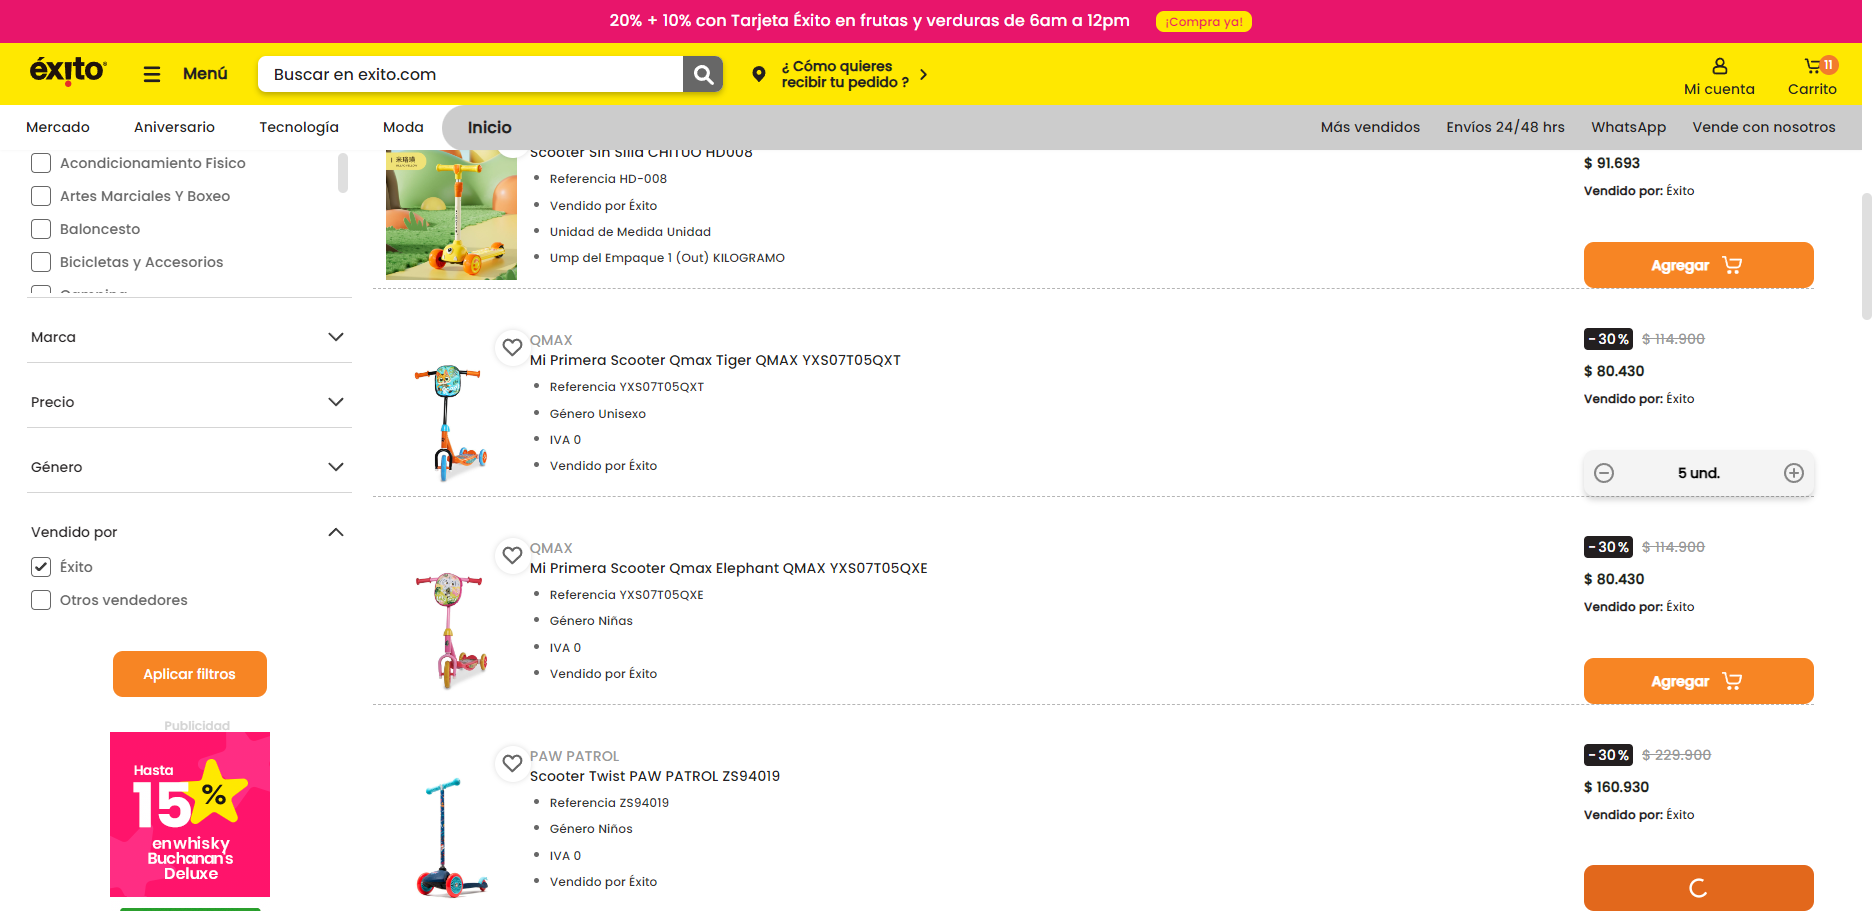 20% + 10% con Tarjeta Éxito en frutas y verduras de 6am a 12pm ¡Compra ya!
éxito
Menú
Buscar en exito.com
¿ Cómo quieres
recibir tu pedido ?
Mi cuenta
11
Carrito
Mercado
Aniversario
Tecnología
Moda
Inicio
Más vendidos
Envíos 24/48 hrs
WhatsApp
Vende con nosotros
Acondicionamiento Fisico
Artes Marciales Y Boxeo
Baloncesto
Bicicletas y Accesorios
Camping
Marca
Precio
Género
Vendido por
Éxito
Otros vendedores
Aplicar filtros
Publicidad
Hasta
15%
en whisky
Buchanan's
Deluxe
Scooter Sin Silla CHITUO HD008
Referencia HD-008
Vendido por Éxito
Unidad de Medida Unidad
Ump del Empaque 1 (Out) KILOGRAMO
$ 91.693
Vendido por: Éxito
Agregar
QMAX
Mi Primera Scooter Qmax Tiger QMAX YXS07T05QXT
Referencia YXS07T05QXT
Género Unisexo
IVA 0
Vendido por Éxito
-30% $ 114.900
$ 80.430
Vendido por: Éxito
5 und.
QMAX
Mi Primera Scooter Qmax Elephant QMAX YXS07T05QXE
Referencia YXS07T05QXE
Género Niñas
IVA 0
Vendido por Éxito
-30% $ 114.900
$ 80.430
Vendido por: Éxito
Agregar
PAW PATROL
Scooter Twist PAW PATROL ZS94019
Referencia ZS94019
Género Niños
IVA 0
Vendido por Éxito
-30% $ 229.900
$ 160.930
Vendido por: Éxito